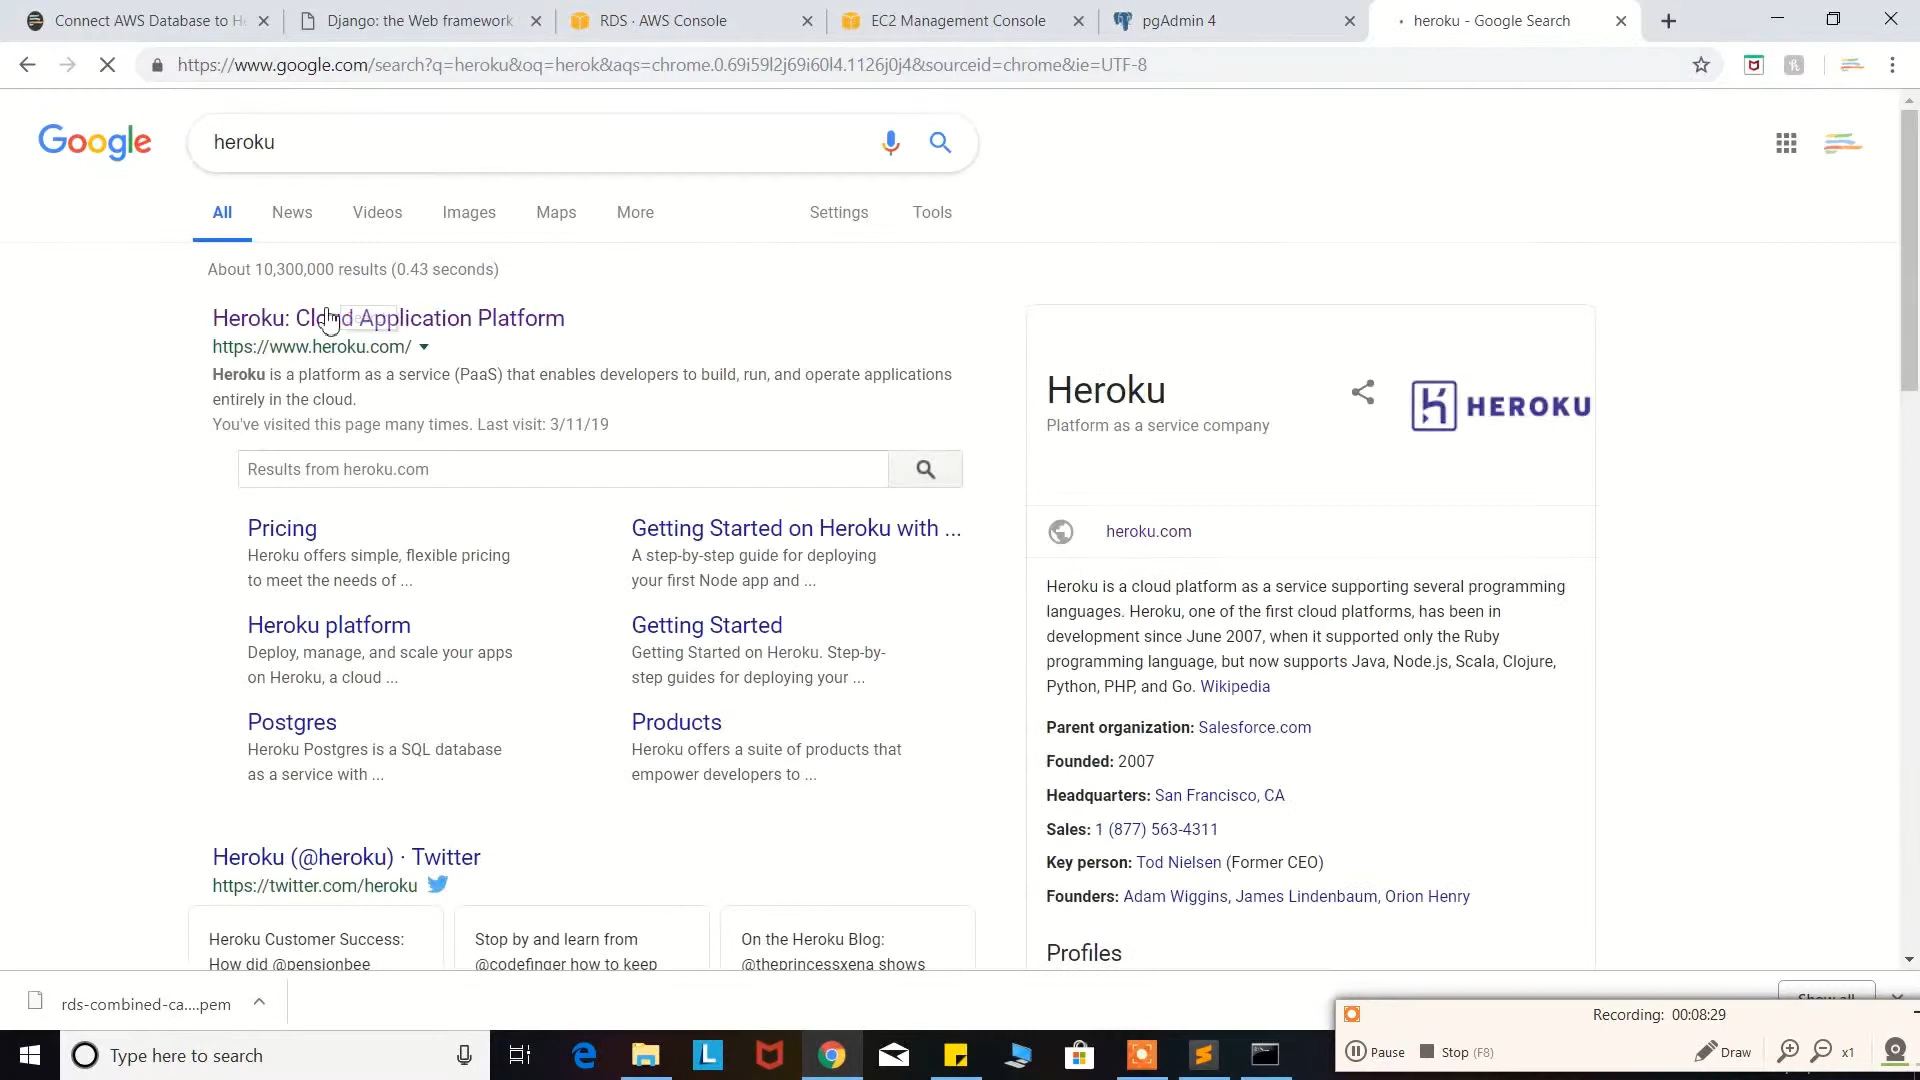 Connect AWS Database to He
Django: the Web framework
RDS · AWS Console
EC2 Management Console
pgAdmin 4
heroku - Google Search
https://www.google.com/search?q=heroku&oq=herok&aqs=chrome.0.69i59l2j69i60l4.1126j0j4&sourceid=chrome&ie=UTF-8
Google
heroku
All
News
Videos
Images
Maps
More
Settings
Tools
About 10,300,000 results (0.43 seconds)
Heroku: Cloud Application Platform
https://www.heroku.com/
Heroku is a platform as a service (PaaS) that enables developers to build, run, and operate applications
entirely in the cloud.
You've visited this page many times. Last visit: 3/11/19
Results from heroku.com
Pricing
Heroku offers simple, flexible pricing
to meet the needs of ...
Getting Started on Heroku with ...
A step-by-step guide for deploying
your first Node app and ...
Heroku platform
Deploy, manage, and scale your apps
on Heroku, a cloud ...
Getting Started
Getting Started on Heroku. Step-by-
step guides for deploying your ...
Postgres
Heroku Postgres is a SQL database
as a service with ...
Products
Heroku offers a suite of products that
empower developers to ...
Heroku (@heroku) · Twitter
https://twitter.com/heroku
Heroku Customer Success:
How did @pensionbee
Stop by and learn from
@codefinger how to keep
On the Heroku Blog:
@theprincessxena shows
Heroku
Platform as a service company
HEROKU
heroku.com
Heroku is a cloud platform as a service supporting several programming
languages. Heroku, one of the first cloud platforms, has been in
development since June 2007, when it supported only the Ruby
programming language, but now supports Java, Node.js, Scala, Clojure,
Python, PHP, and Go. Wikipedia
Parent organization: Salesforce.com
Founded: 2007
Headquarters: San Francisco, CA
Sales: 1 (877) 563-4311
Key person: Tod Nielsen (Former CEO)
Founders: Adam Wiggins, James Lindenbaum, Orion Henry
Profiles
rds-combined-ca....pem
Show all
Recording: 00:08:29
Pause
Stop (F8)
Draw
x1
Type here to search